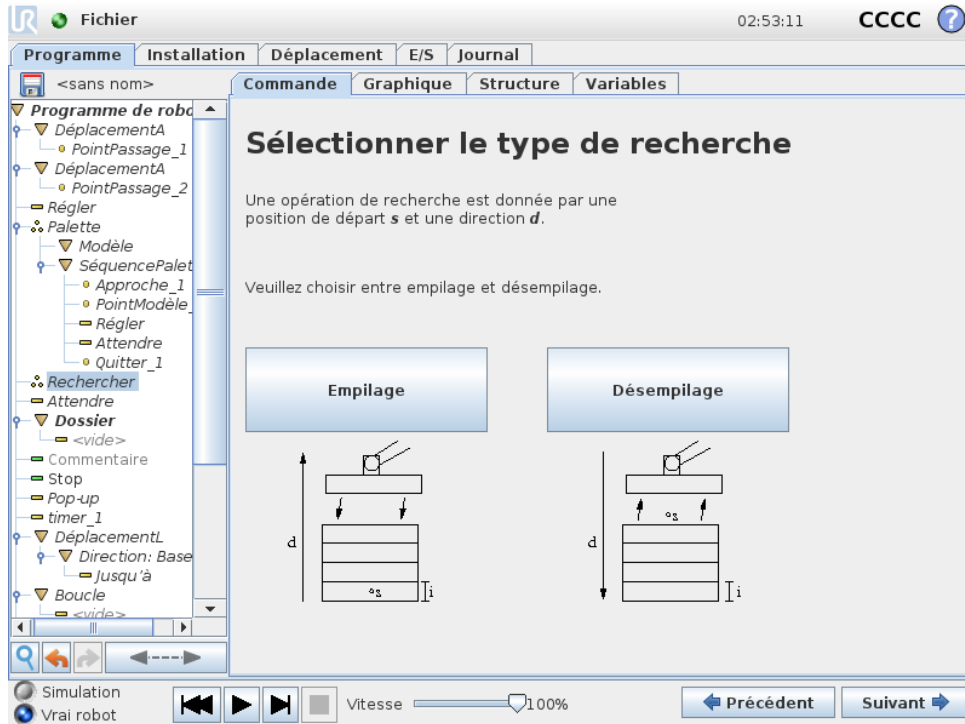 UR Fichier 02:53:11 CCCC ?
Programme Installation Déplacement E/S Journal
<sans nom>
Commande Graphique Structure Variables
Programme de robo
DéplacementA
PointPassage_1
DéplacementA
PointPassage_2
Régler
Palette
Modèle
SéquencePalet
Approche_1
PointModèle_
Régler
Attendre
Quitter_1
Rechercher
Attendre
Dossier
<vide>
Commentaire
Stop
Pop-up
timer_1
DéplacementL
Direction: Base
Jusqu'à
Boucle
<vide>
Sélectionner le type de recherche
Une opération de recherche est donnée par une
position de départ s et une direction d.
Veuillez choisir entre empilage et désempilage.
Empilage Désempilage
d s i
d s i
Simulation
Vrai robot
Vitesse 100%
Précédent Suivant